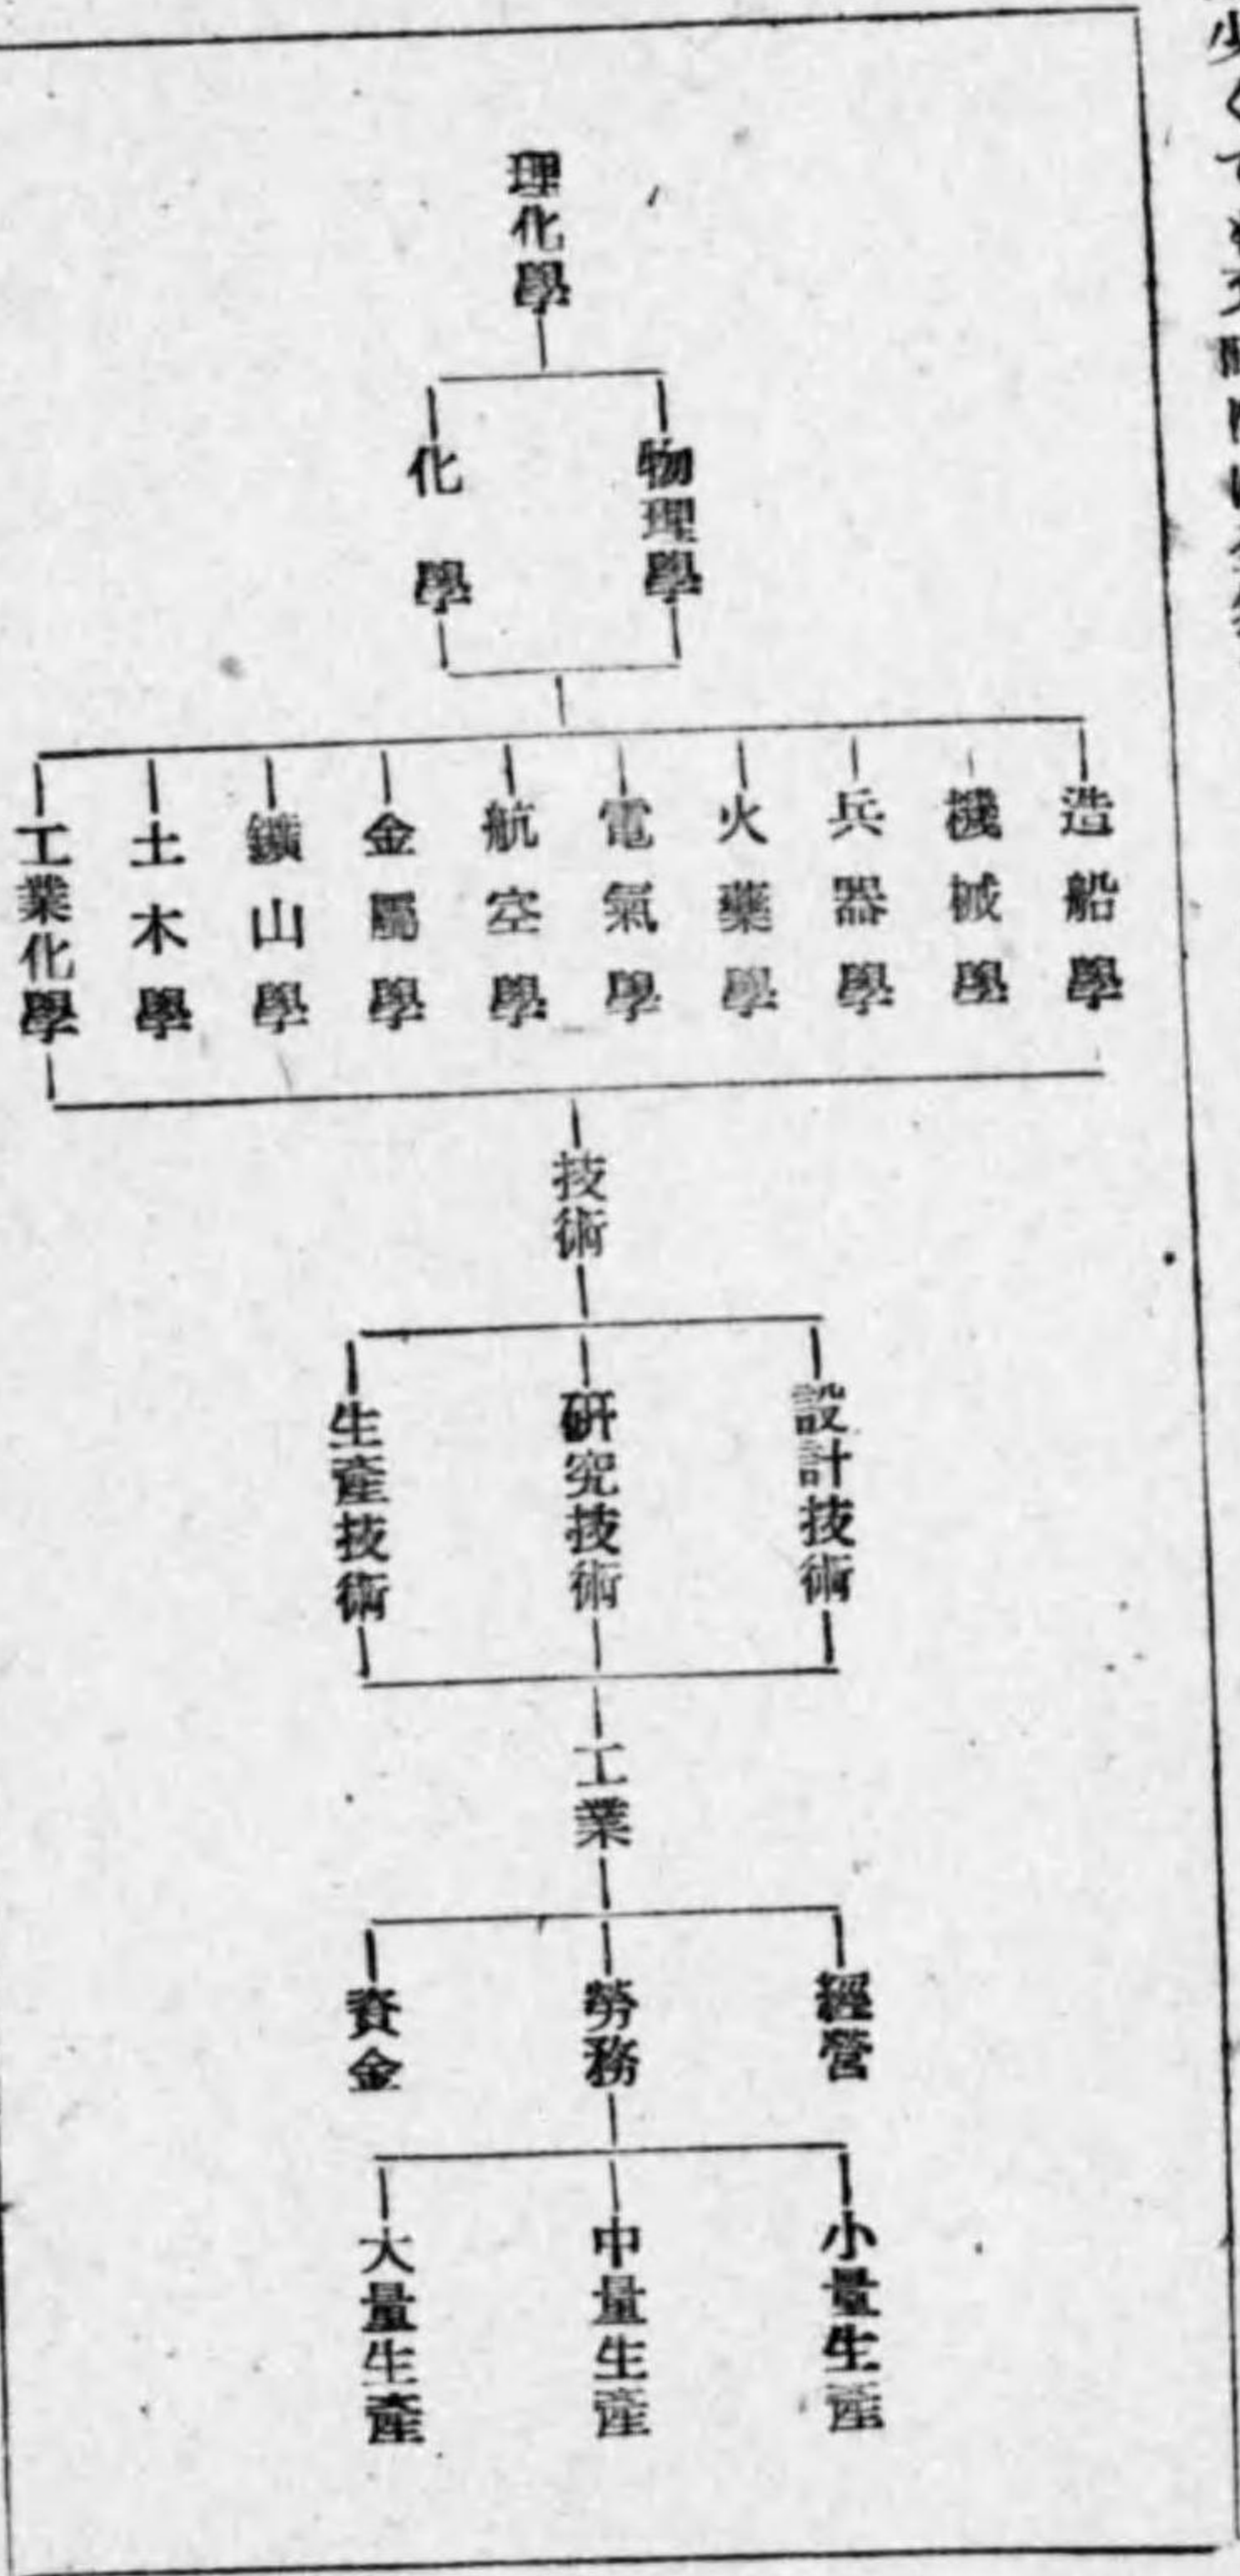 少くて
理化學
物理學
化學
造船學
機械學
兵器學
火藥學
電氣學
航空學
金屬學
鑛山學
土木學
工業化學
技術
設計技術
研究技術
生產技術
工業
經營
勞務
資金
小量生產
中量生產
大量生產